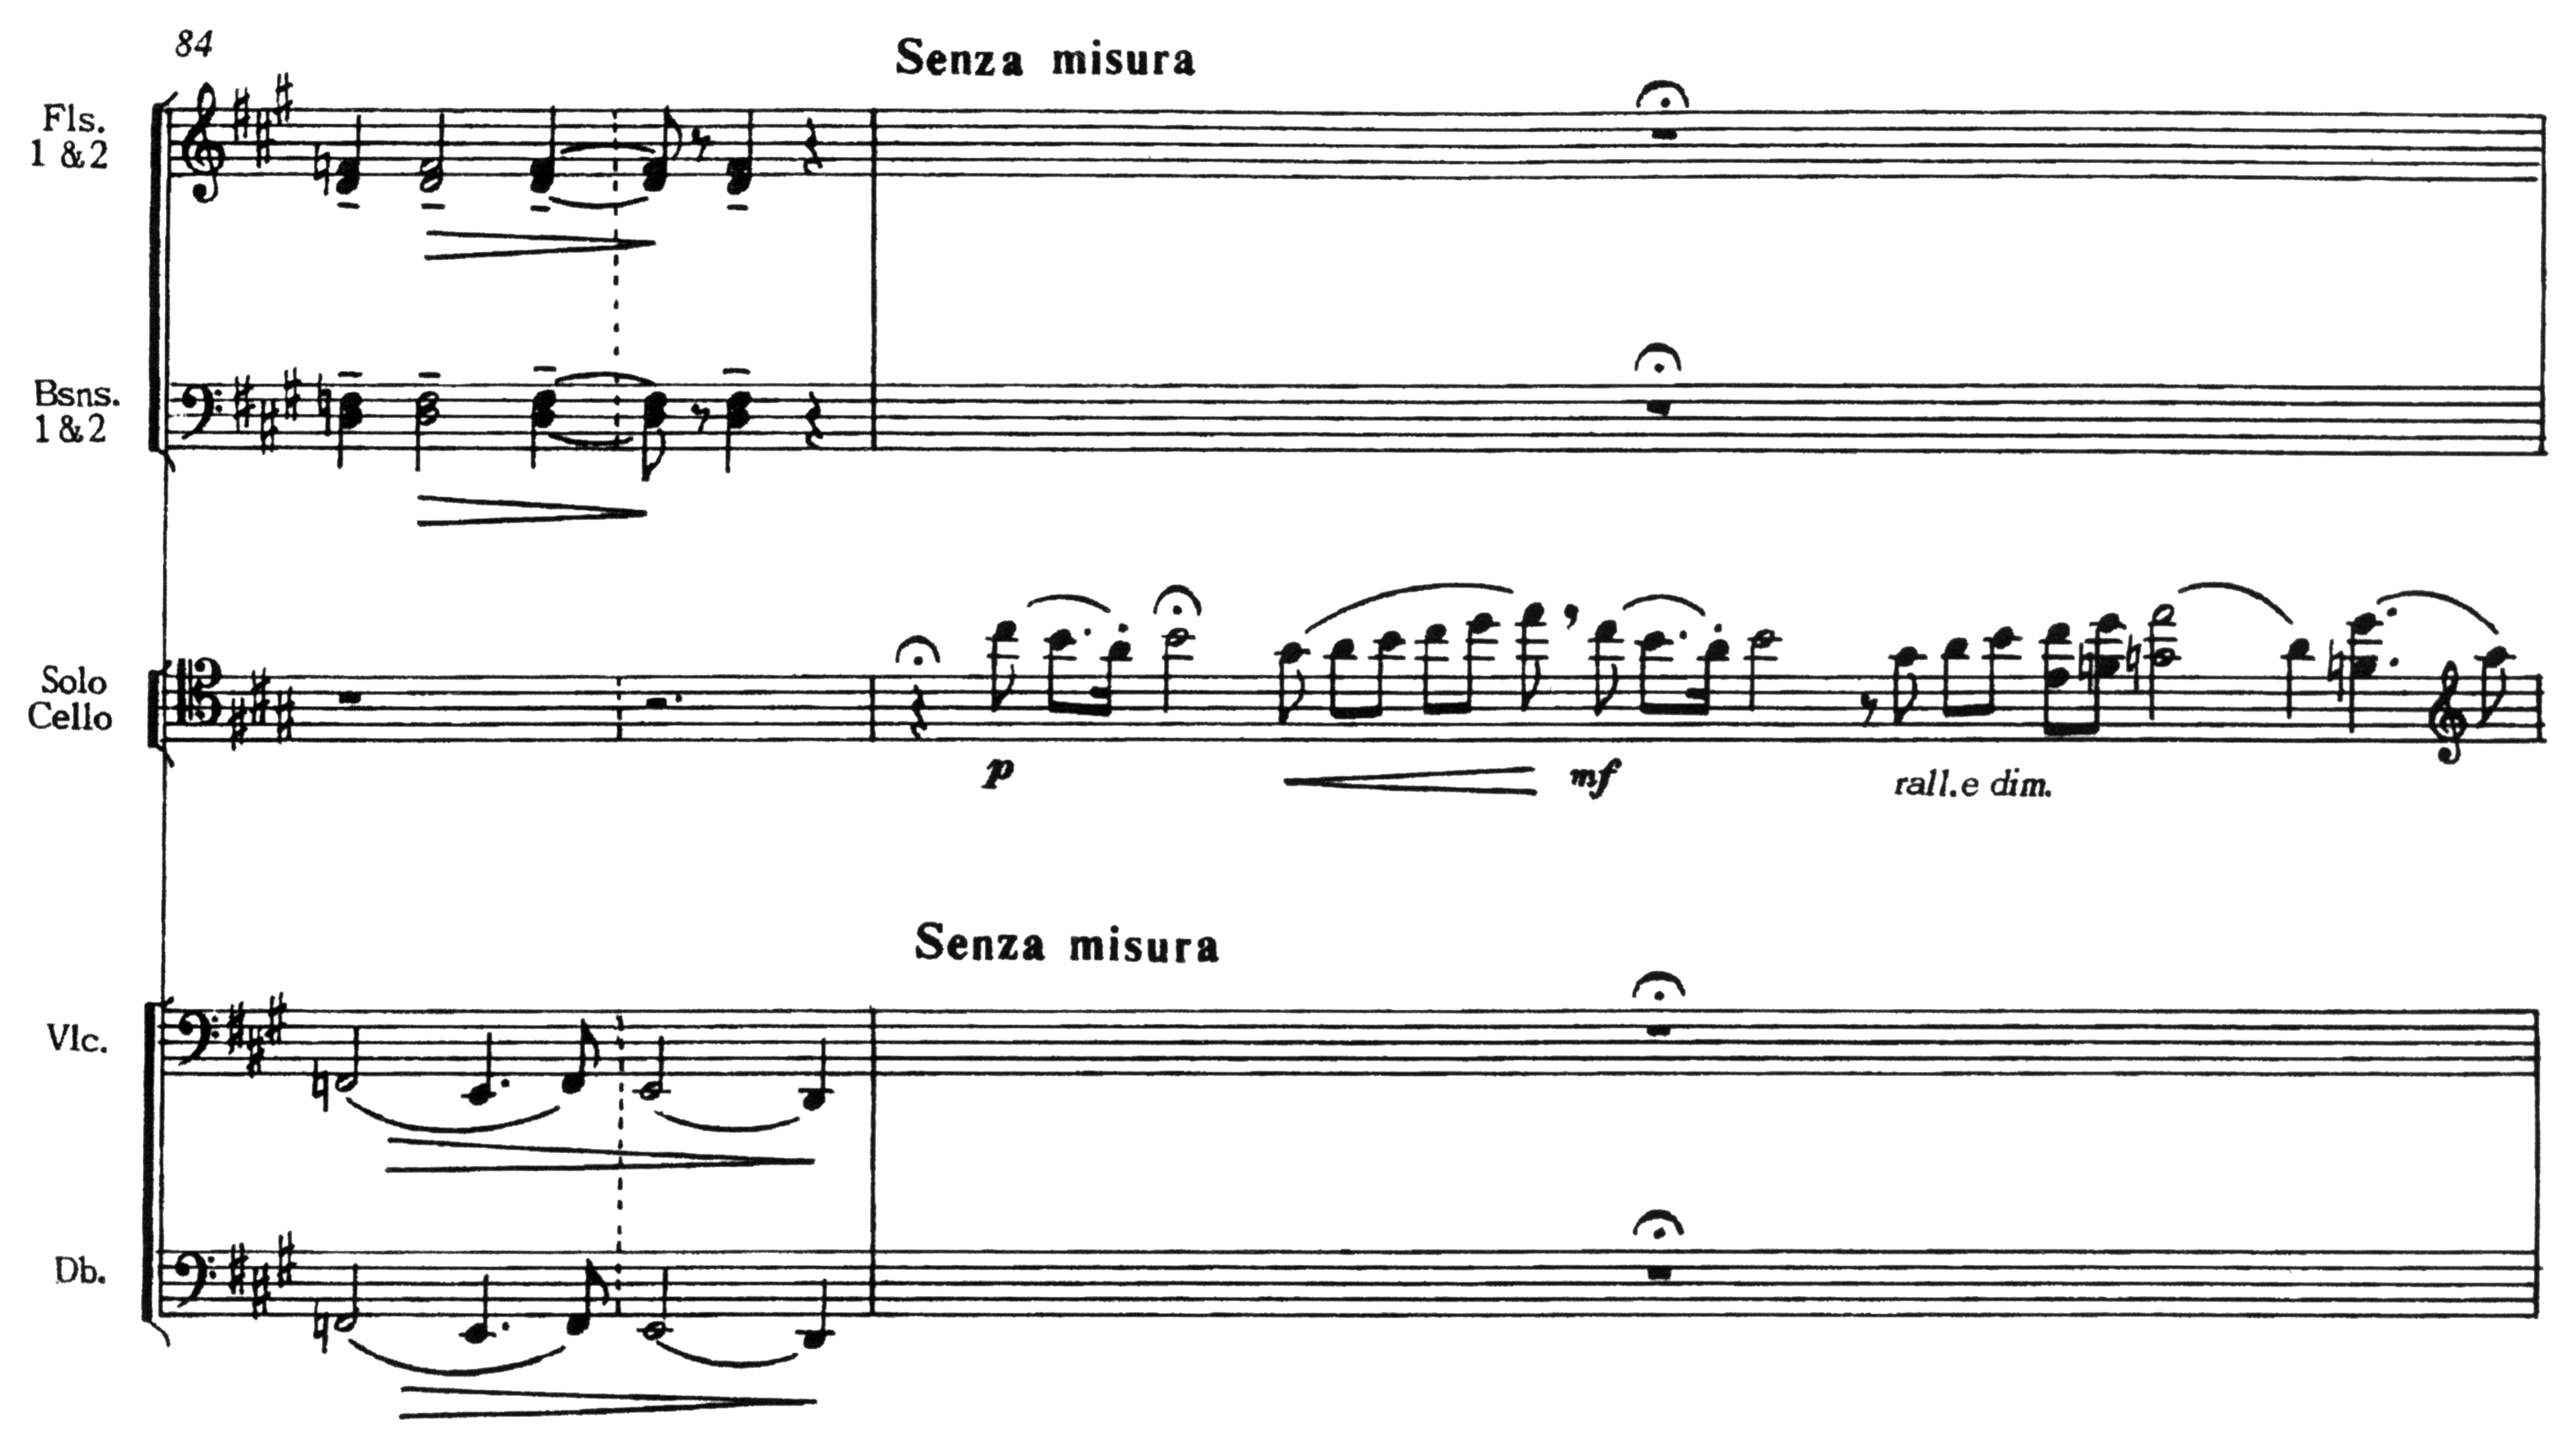 84
Senza misura
Fls.
1 & 2
Bsns.
1 & 2
Solo
Cello
p
mf
rall. e dim.
Senza misura
Vlc.
Db.